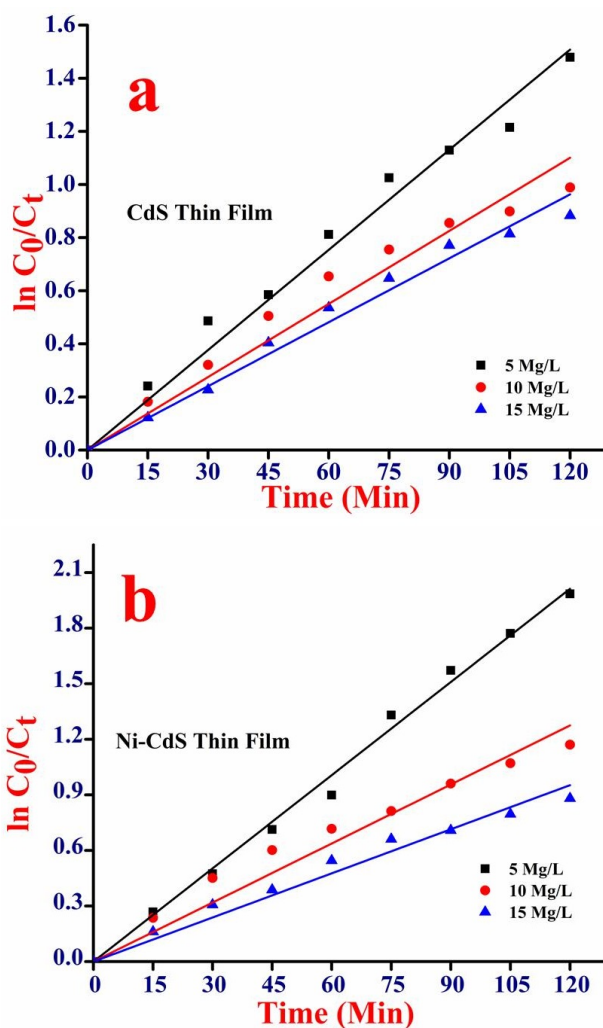 1.6
a
1.4
1.2
1.0
CdS Thin Film
0.8
ln C0/Ct
0.6
0.4
5 Mg/L
10 Mg/L
0.2
15 Mg/L
0.0
0 15 30 45 60 75 90 105 120
Time (Min)
2.1
b
1.8
1.5
Ni-CdS Thin Film
1.2
ln C0/Ct
0.9
0.6
5 Mg/L
10 Mg/L
0.3
15 Mg/L
0.0
0 15 30 45 60 75 90 105 120
Time (Min)